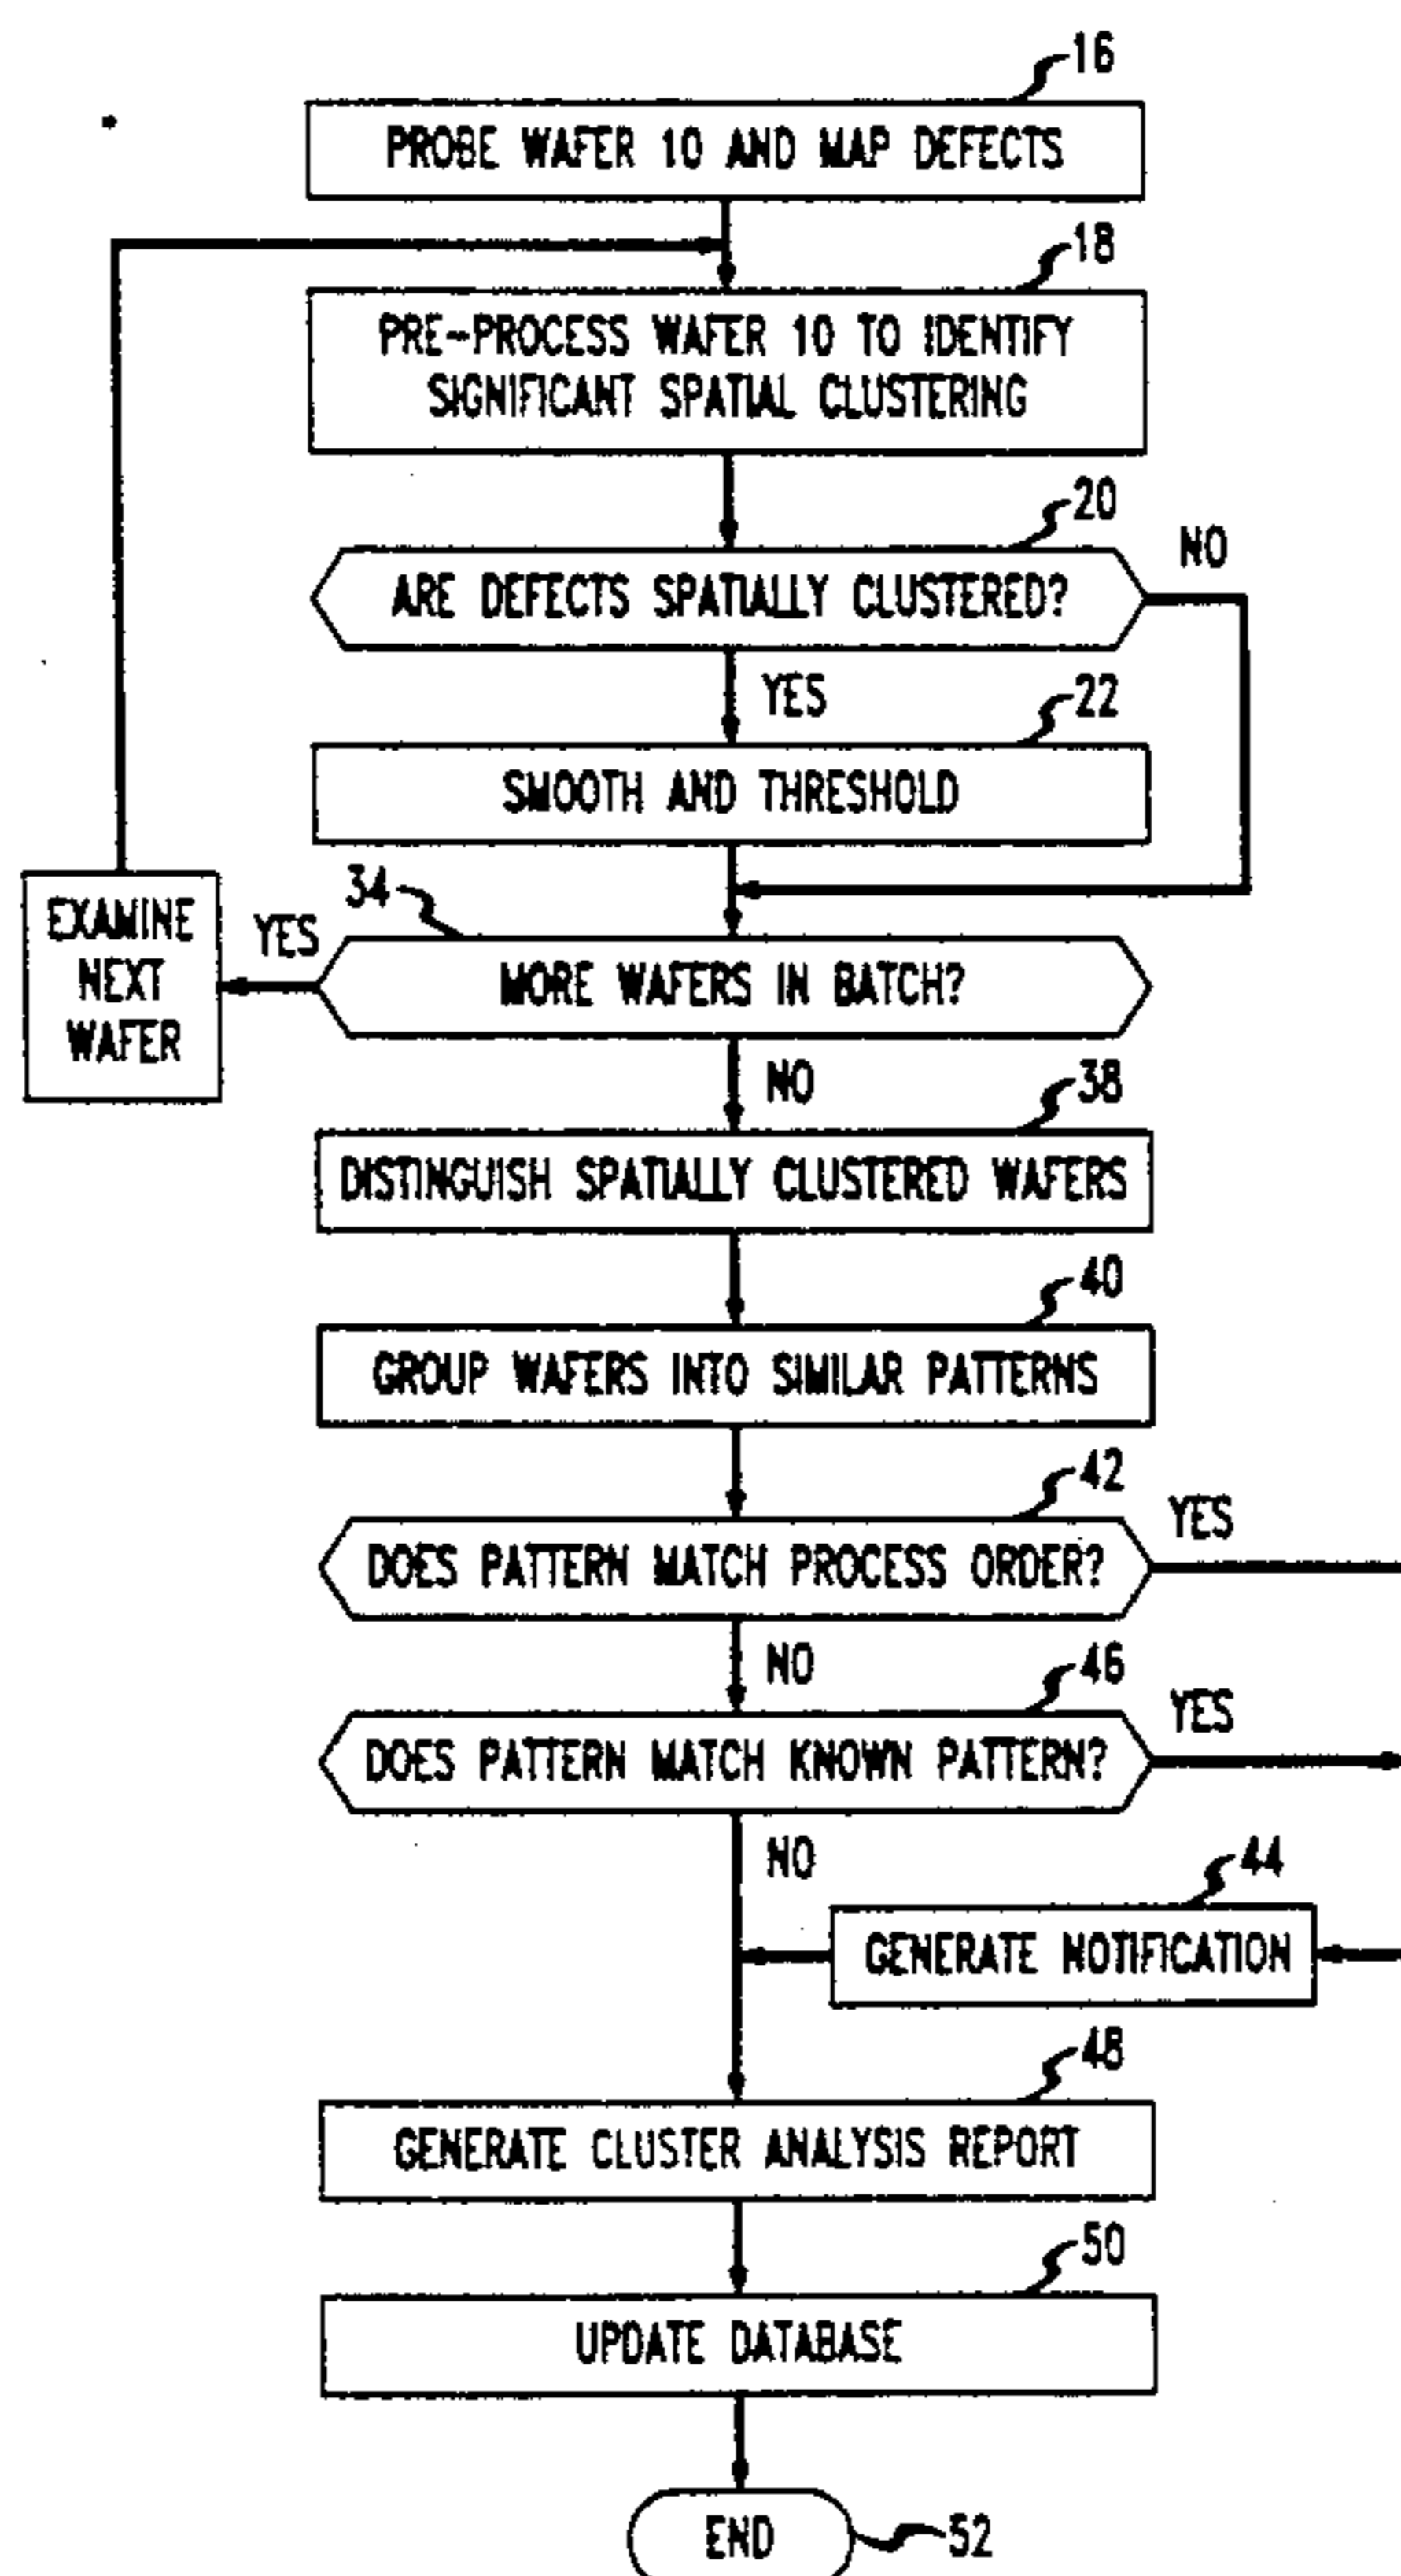 16
PROBE WAFER 10 AND MAP DEFECTS
18
PRE-PROCESS WAFER 10 TO IDENTIFY
SIGNIFICANT SPATIAL CLUSTERING
20
NO
ARE DEFECTS SPATIALLY CLUSTERED?
YES
22
SMOOTH AND THRESHOLD
34
EXAMINE
NEXT
WAFER
YES
MORE WAFERS IN BATCH?
NO
38
DISTINGUISH SPATIALLY CLUSTERED WAFERS
40
GROUP WAFERS INTO SIMILAR PATTERNS
42
YES
DOES PATTERN MATCH PROCESS ORDER?
NO
46
YES
DOES PATTERN MATCH KNOWN PATTERN?
NO
44
GENERATE NOTIFICATION
48
GENERATE CLUSTER ANALYSIS REPORT
50
UPDATE DATABASE
END
52